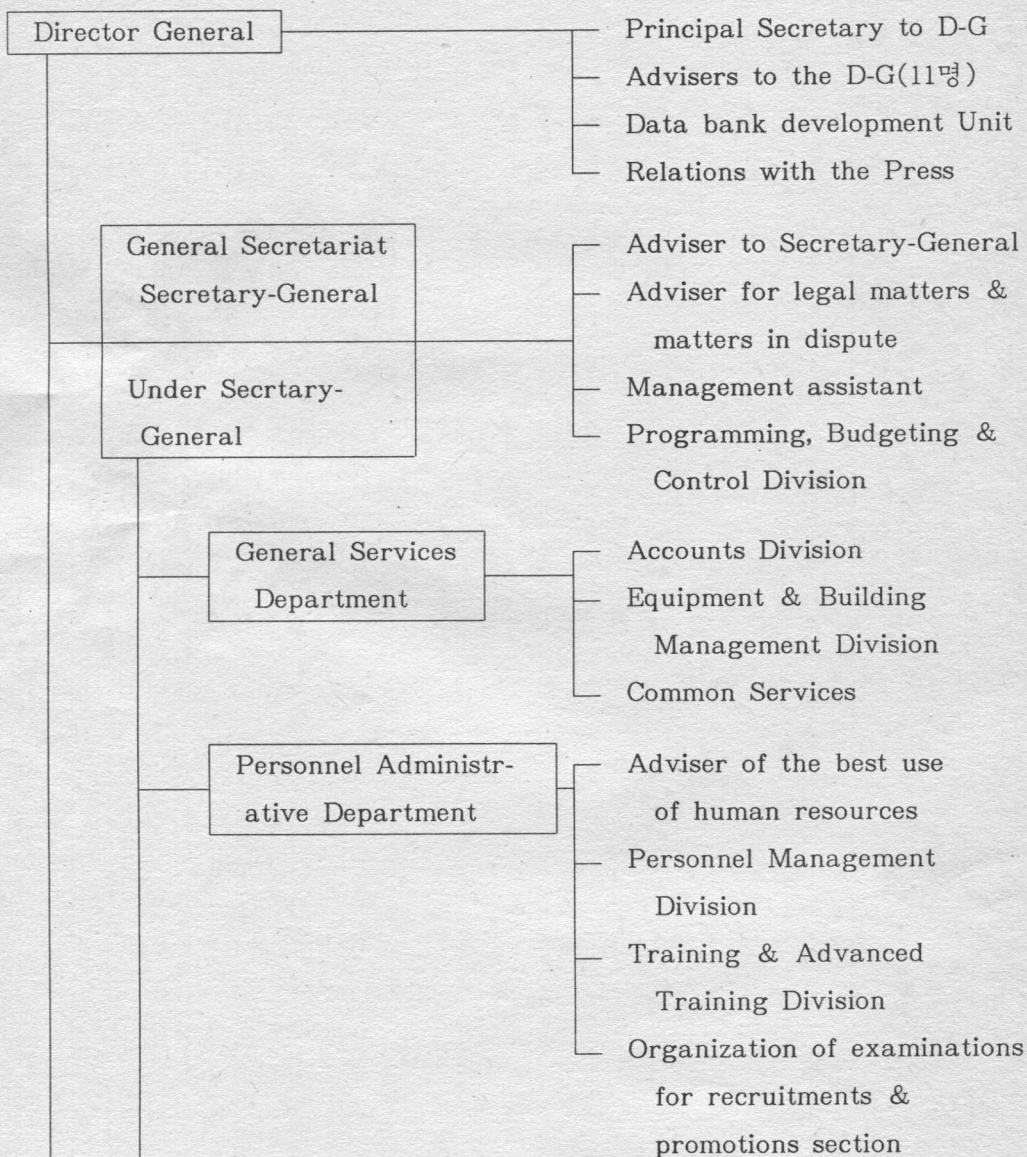 Director General
Principal Secretary to D-G
Advisers to the D-G(11명)
Data bank development Unit
Relations with the Press
General Secretariat
Secretary-General
Under Secrtary-
General
Adviser to Secretary-General
Adviser for legal matters &
matters in dispute
Management assistant
Programming, Budgeting &
Control Division
General Services
Department
Accounts Division
Equipment & Building
Management Division
Common Services
Personnel Administr-
ative Department
Adviser of the best use
of human resources
Personnel Management
Division
Training & Advanced
Training Division
Organization of examinations
for recruitments &
promotions section